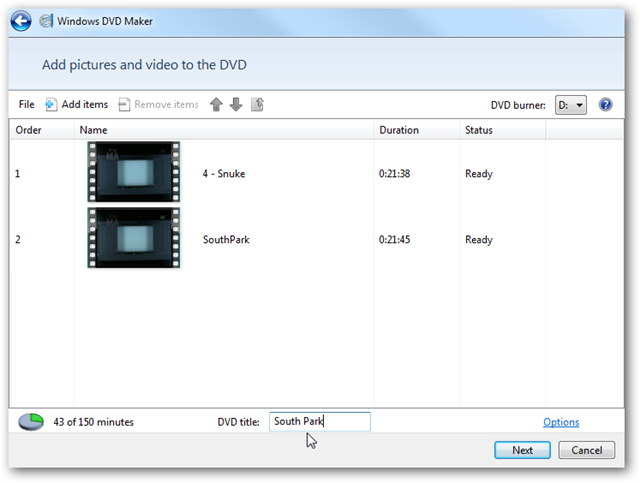 Windows DVD Maker
Add pictures and video to the DVD
File Add items Remove items DVD burner: D:
Order Name Duration Status
1 4 - Snuke 0:21:38 Ready
2 SouthPark 0:21:45 Ready
43 of 150 minutes DVD title: South Park Options
Next Cancel